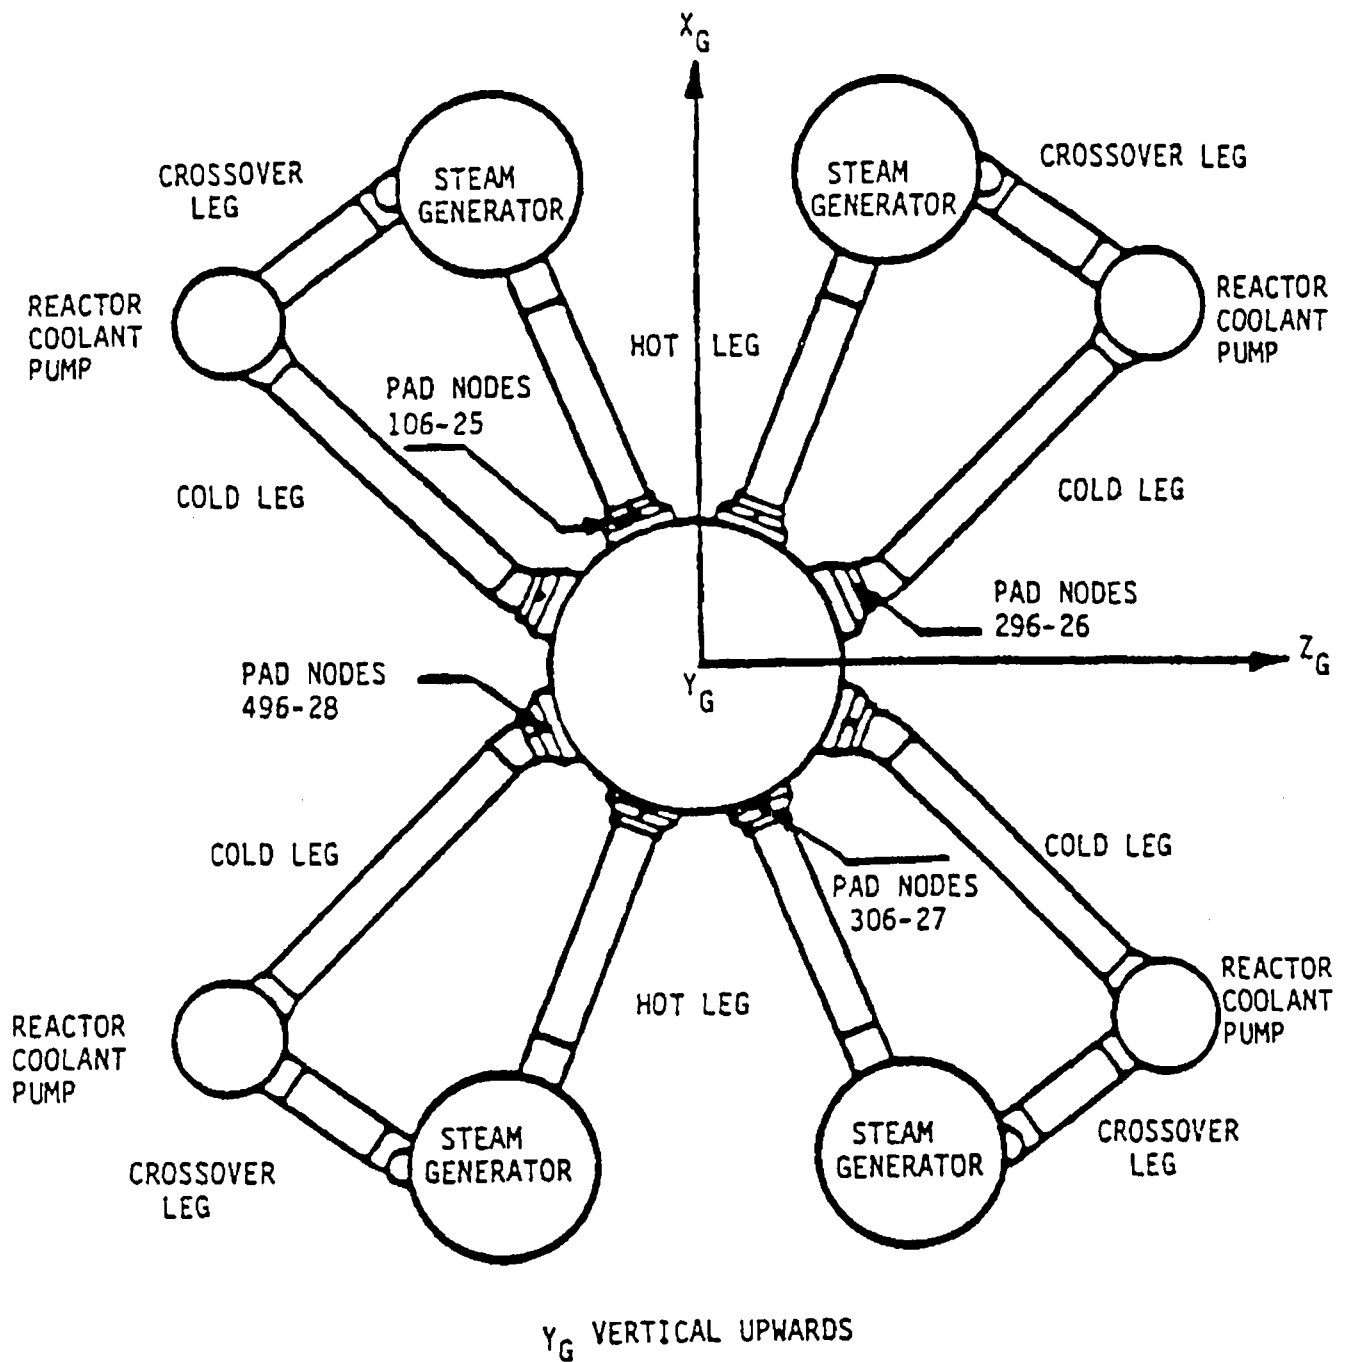 X_G
CROSSOVER
LEG
STEAM
GENERATOR
STEAM
GENERATOR
CROSSOVER LEG
REACTOR
COOLANT
PUMP
REACTOR
COOLANT
PUMP
HOT LEG
PAD NODES
106-25
COLD LEG
COLD LEG
PAD NODES
296-26
Z_G
Y_G
PAD NODES
496-28
COLD LEG
COLD LEG
PAD NODES
306-27
HOT LEG
REACTOR
COOLANT
PUMP
REACTOR
COOLANT
PUMP
STEAM
GENERATOR
STEAM
GENERATOR
CROSSOVER
LEG
CROSSOVER
LEG
Y_G VERTICAL UPWARDS